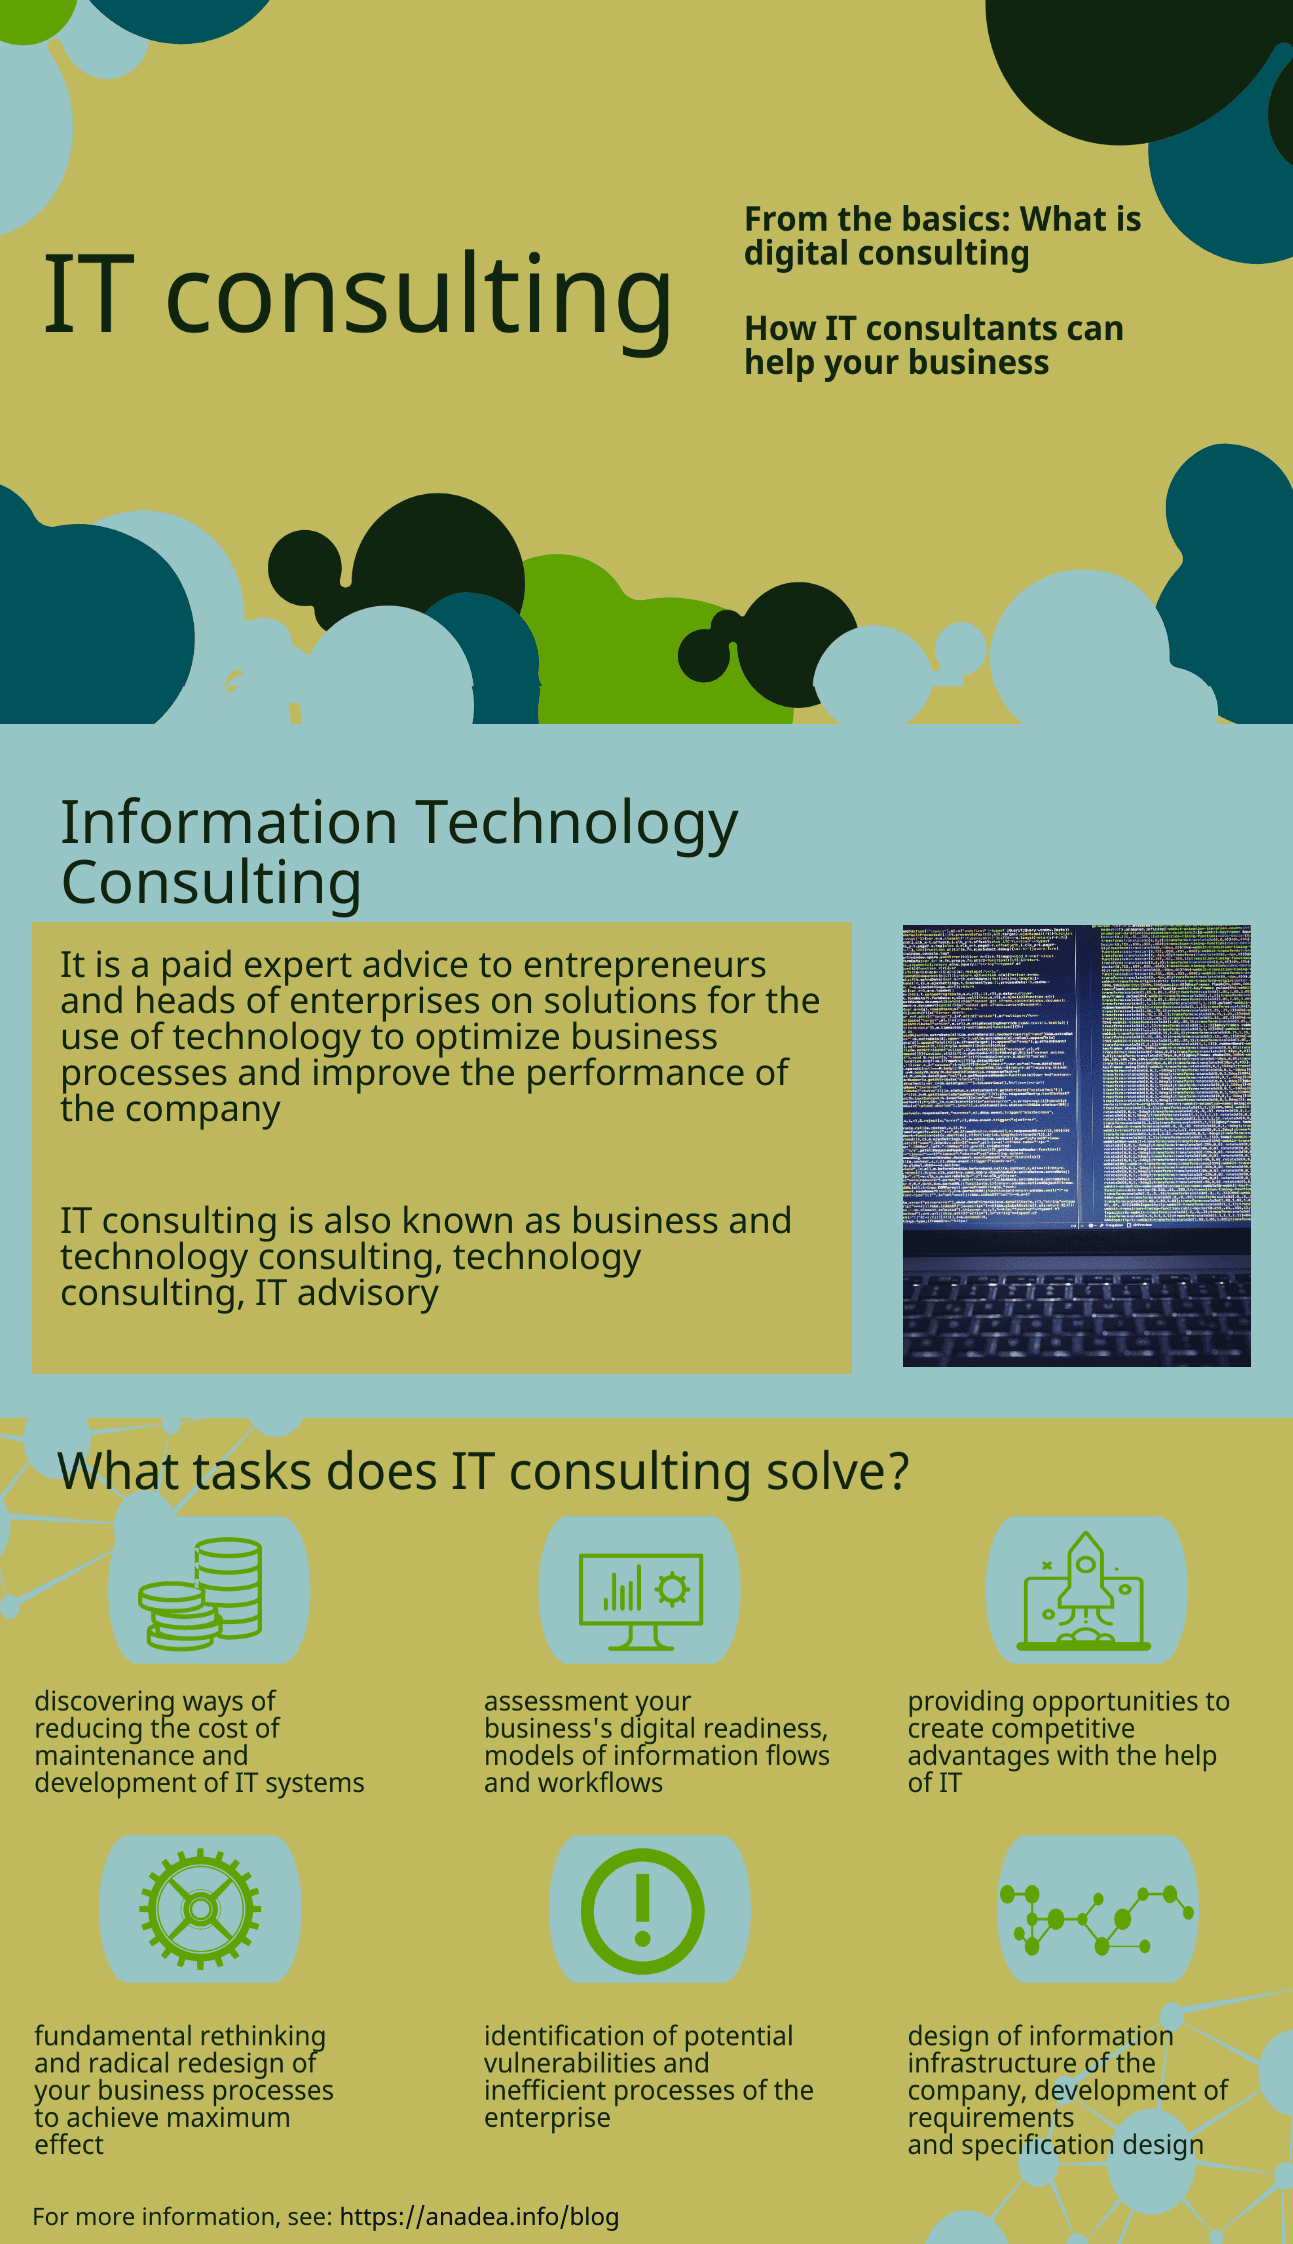 IT consulting
From the basics: What is
digital consulting
How IT consultants can
help your business
Information Technology
Consulting
It is a paid expert advice to entrepreneurs
and heads of enterprises on solutions for the
use of technology to optimize business
processes and improve the performance of
the company
IT consulting is also known as business and
technology consulting, technology
consulting, IT advisory
What tasks does IT consulting solve?
discovering ways of
reducing the cost of
maintenance and
development of IT systems
assessment your
business's digital readiness,
models of information flows
and workflows
providing opportunities to
create competitive
advantages with the help
of IT
fundamental rethinking
and radical redesign of
your business processes
to achieve maximum
effect
identification of potential
vulnerabilities and
inefficient processes of the
enterprise
design of information
infrastructure of the
company, development of
requirements
and specification design
For more information, see: https://anadea.info/blog